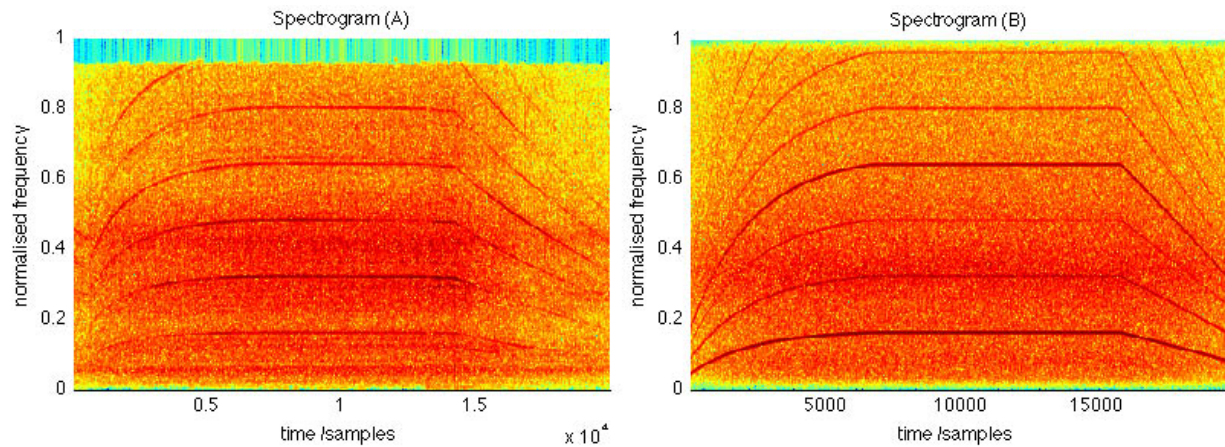 Spectrogram (A)
1
0.8
0.6
0.4
0.2
0
normalised frequency
0.5
1
1.5
time /samples
x 10^4
Spectrogram (B)
1
0.8
0.6
0.4
0.2
0
normalised frequency
5000
10000
15000
time /samples